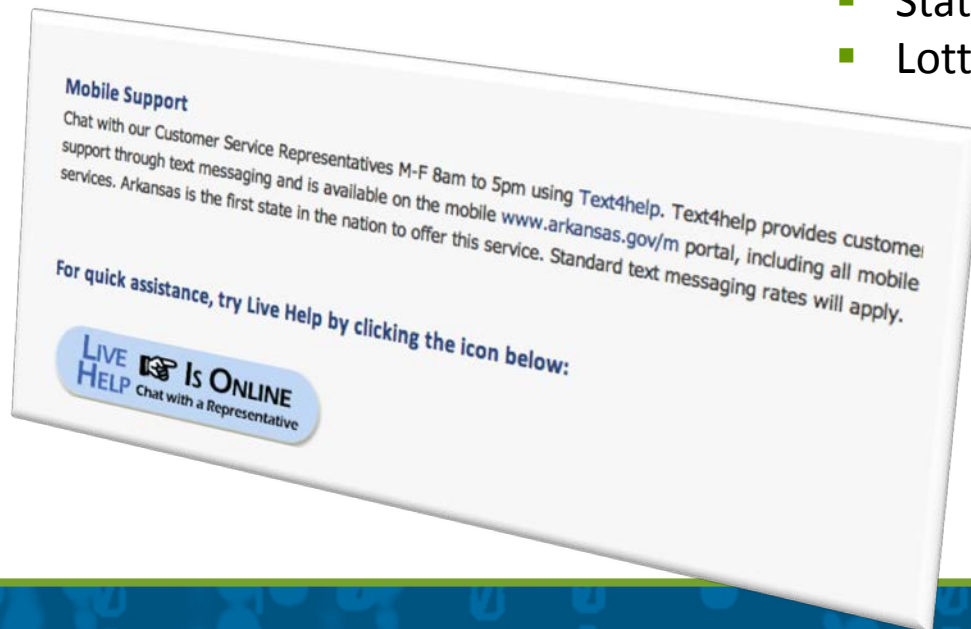 Stat
Lott
Mobile Support
Chat with our Customer Service Representatives M-F 8am to 5pm using Text4help. Text4help provides custome
support through text messaging and is available on the mobile www.arkansas.gov/m portal, including all mobile
services. Arkansas is the first state in the nation to offer this service. Standard text messaging rates will apply.
For quick assistance, try Live Help by clicking the icon below:
LIVE IS ONLINE
HELP Chat with a Representative